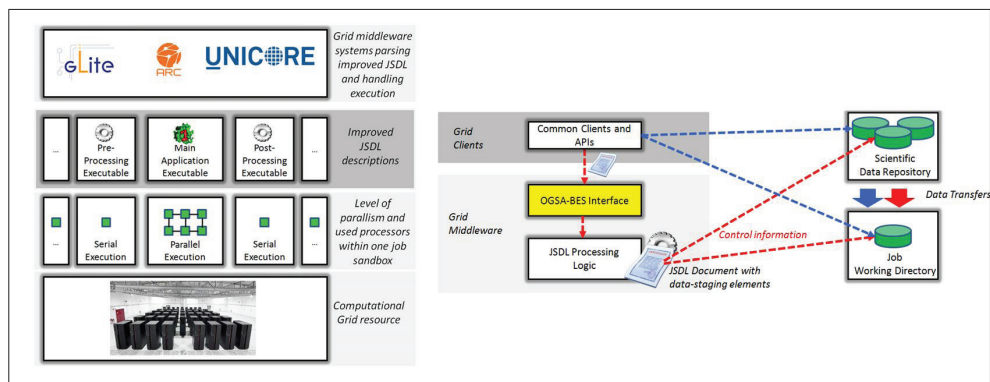 gLite
ARC
UNICORE
Grid middleware
systems parsing
improved JSDL
and handling
execution
...
Pre-
Processing
Executable
Main
Application
Executable
Post-
Processing
Executable
...
Improved
JSDL
descriptions
...
Serial
Execution
Parallel
Execution
Serial
Execution
...
Level of
parallism and
used processors
within one job
sandbox
Computational
Grid resource
Grid
Clients
Common Clients and
APIs
Grid
Middleware
OGSA-BES Interface
JSDL Processing
Logic
Control information
JSDL Document with
data-staging elements
Scientific
Data Repository
Data Transfers
Job
Working Directory